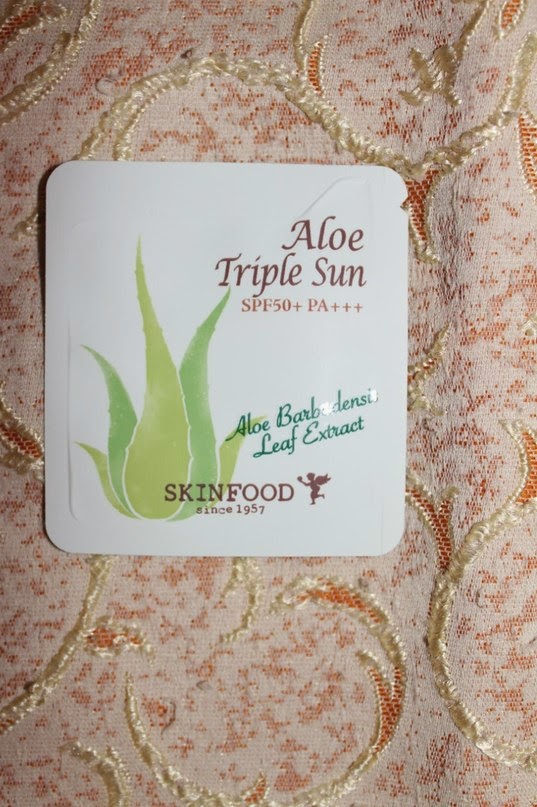 Aloe
Triple Sun
SPF50+ PA+++
Aloe Barbadensis
Leaf Extract
SKINFOOD
since 1957